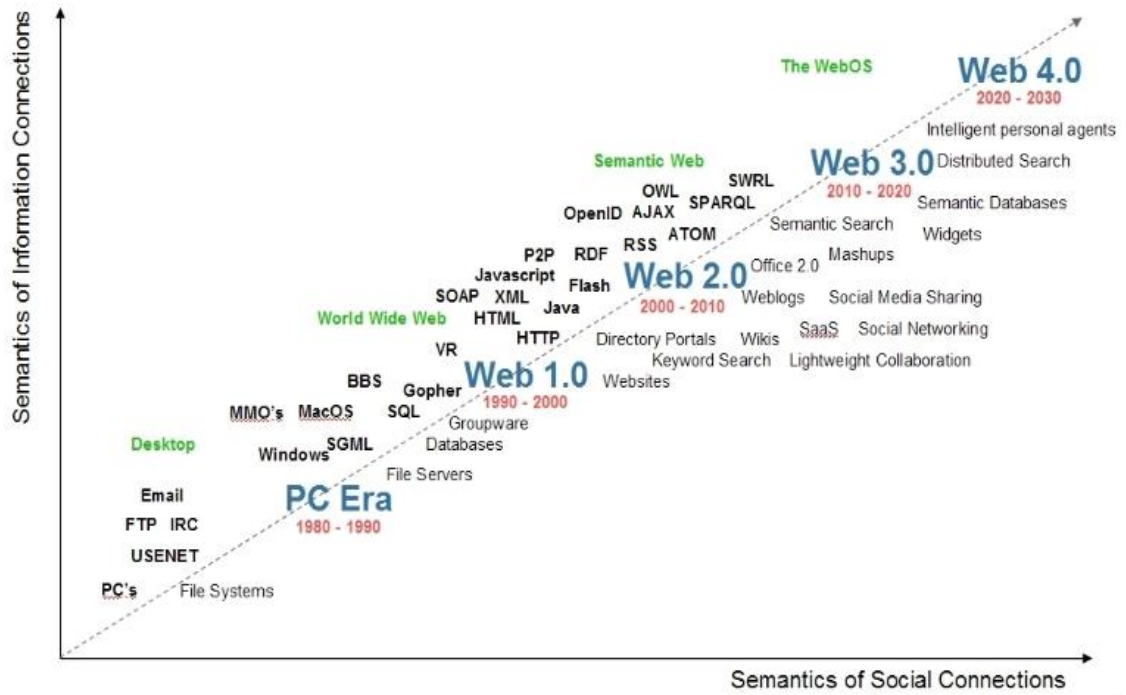 Semantics of Information Connections
The WebOS
Web 4.0
2020 - 2030
Intelligent personal agents
Semantic Web
Web 3.0
Distributed Search
2010 - 2020
SWRL
OWL
SPARQL
Semantic Databases
OpenID
AJAX
Semantic Search
Widgets
ATOM
RSS
P2P
RDF
Mashups
Office 2.0
Javascript
Web 2.0
Flash
2000 - 2010
SOAP
XML
Weblogs
Social Media Sharing
Java
World Wide Web
HTML
HTTP
Directory Portals
Wikis
SaaS
Social Networking
VR
Keyword Search
Lightweight Collaboration
BBS
Gopher
Web 1.0
Websites
1990 - 2000
MMO's
MacOS
SQL
Groupware
Desktop
SGML
Databases
Windows
File Servers
Email
PC Era
1980 - 1990
FTP
IRC
USENET
PC's
File Systems
Semantics of Social Connections